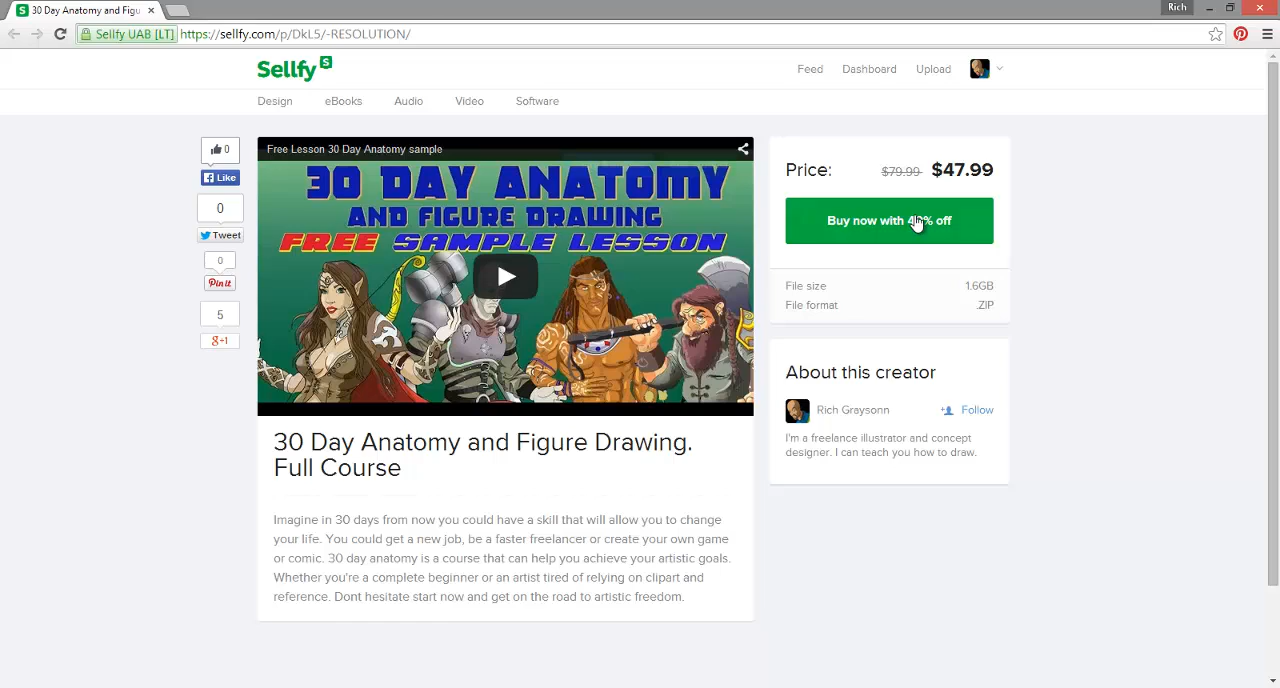 30 Day Anatomy and Figu
Rich
Sellfy UAB [LT]
https://sellfy.com/p/DkL5/-RESOLUTION/
Sellfy S
Feed
Dashboard
Upload
Design
eBooks
Audio
Video
Software
0
Like
0
Tweet
0
Pin it
5
g+1
Free Lesson 30 Day Anatomy sample
30 DAY ANATOMY
AND FIGURE DRAWING
FREE SAMPLE LESSON
30 Day Anatomy and Figure Drawing.
Full Course
Imagine in 30 days from now you could have a skill that will allow you to change
your life. You could get a new job, be a faster freelancer or create your own game
or comic. 30 day anatomy is a course that can help you achieve your artistic goals.
Whether you're a complete beginner or an artist tired of relying on clipart and
reference. Dont hesitate start now and get on the road to artistic freedom.
Price: $79.99 $47.99
Buy now with off
File size 1.6GB
File format .ZIP
About this creator
Rich Graysonn
Follow
I'm a freelance illustrator and concept
designer. I can teach you how to draw.